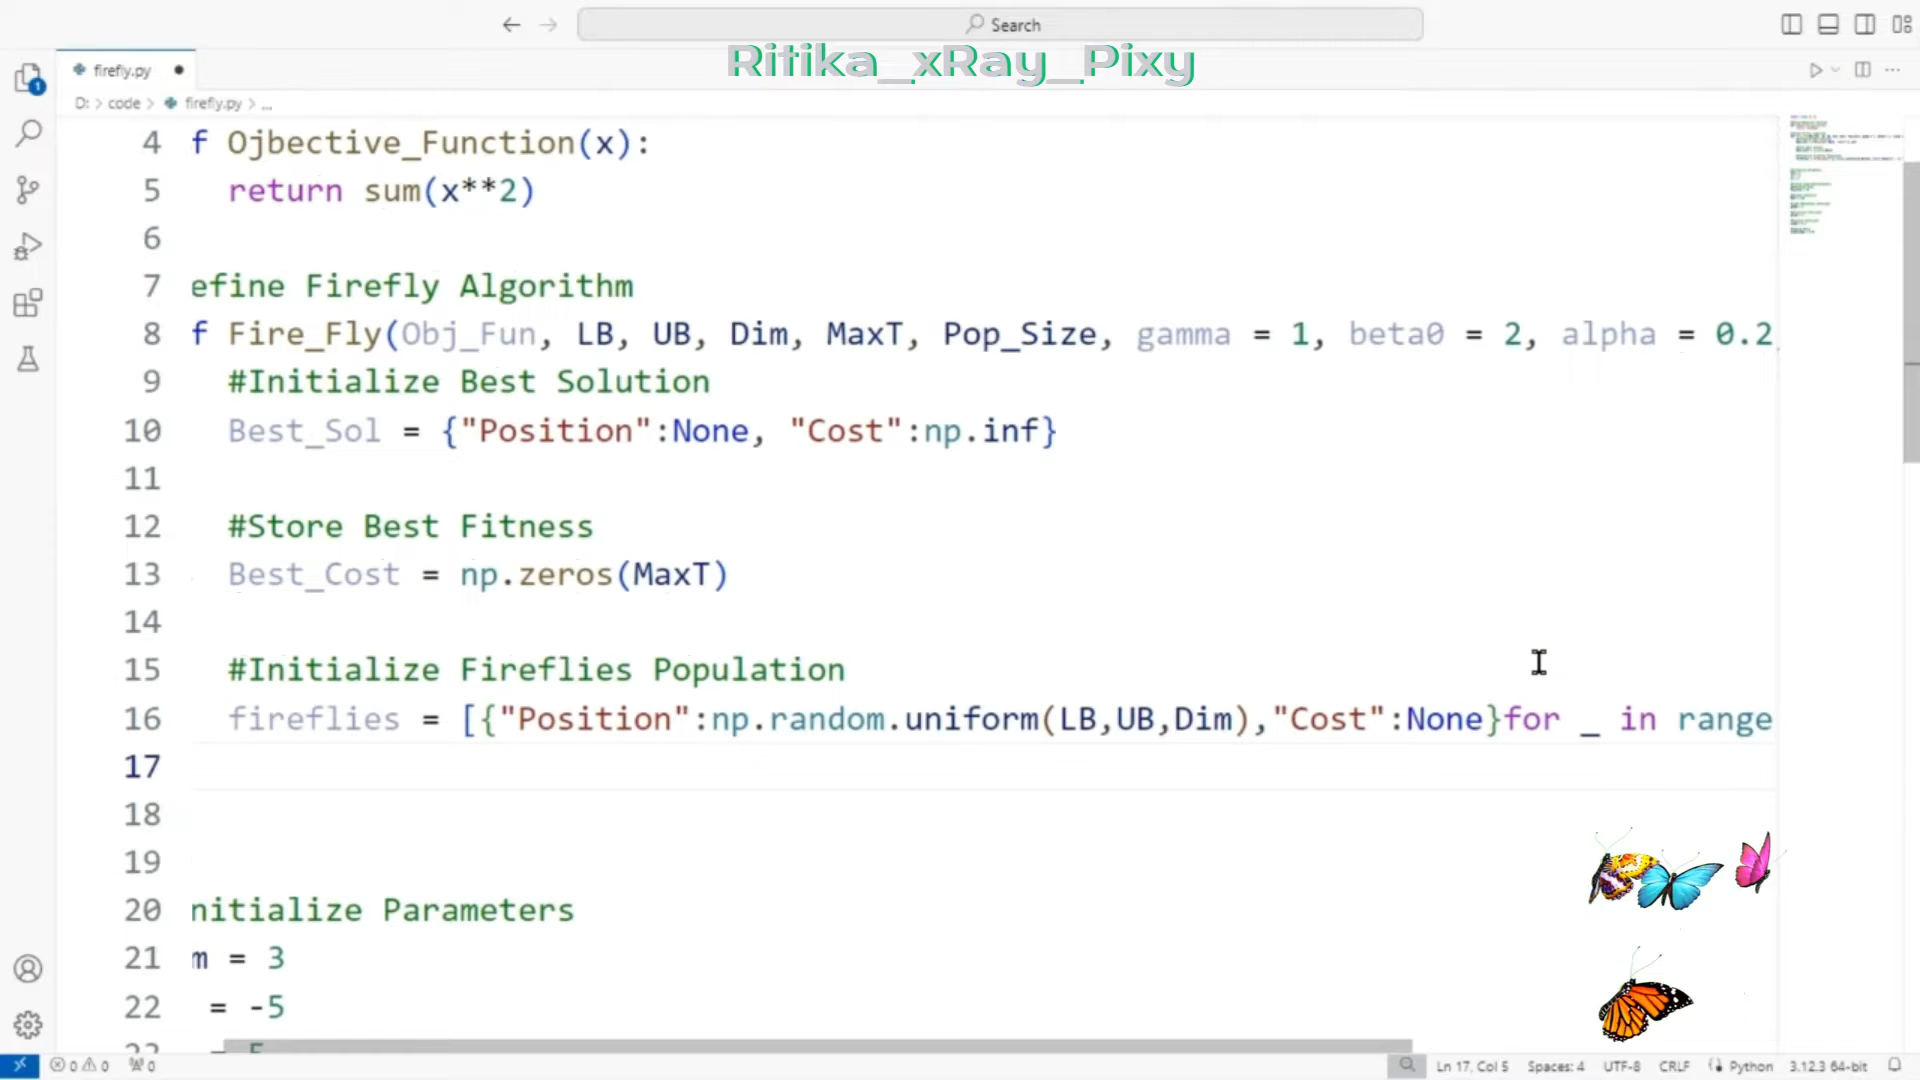 Search
Ritika_xRay_Pixy
firefly.py
1
D: > code > firefly.py > ...
4 f Ojbective_Function(x):
5 return sum(x**2)
6
7 efine Firefly Algorithm
8 f Fire_Fly(Obj_Fun, LB, UB, Dim, MaxT, Pop_Size, gamma = 1, beta0 = 2, alpha = 0.2,
9 #Initialize Best Solution
10 Best_Sol = {"Position":None, "Cost":np.inf}
11
12 #Store Best Fitness
13 Best_Cost = np.zeros(MaxT)
14
15 #Initialize Fireflies Population
16 fireflies = [{"Position":np.random.uniform(LB,UB,Dim),"Cost":None}for _ in range
17
18
19
20 nitialize Parameters
21 m = 3
22 = -5
0 0 0 Ln 17, Col 5 Spaces: 4 UTF-8 CRLF Python 3.12.3 64-bit